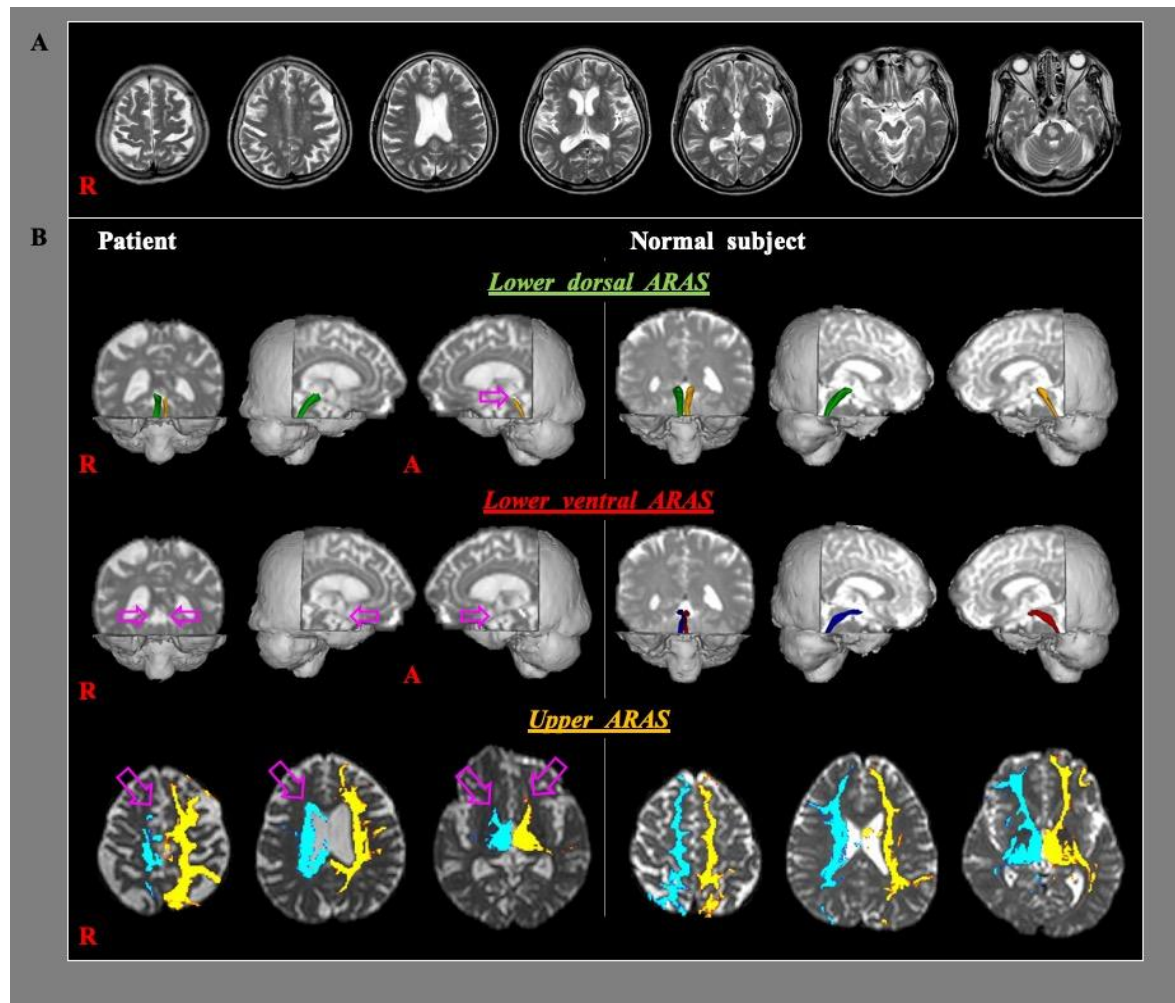 A
R
B
Patient Normal subject
Lower dorsal ARAS
R A
Lower ventral ARAS
R A
Upper ARAS
R